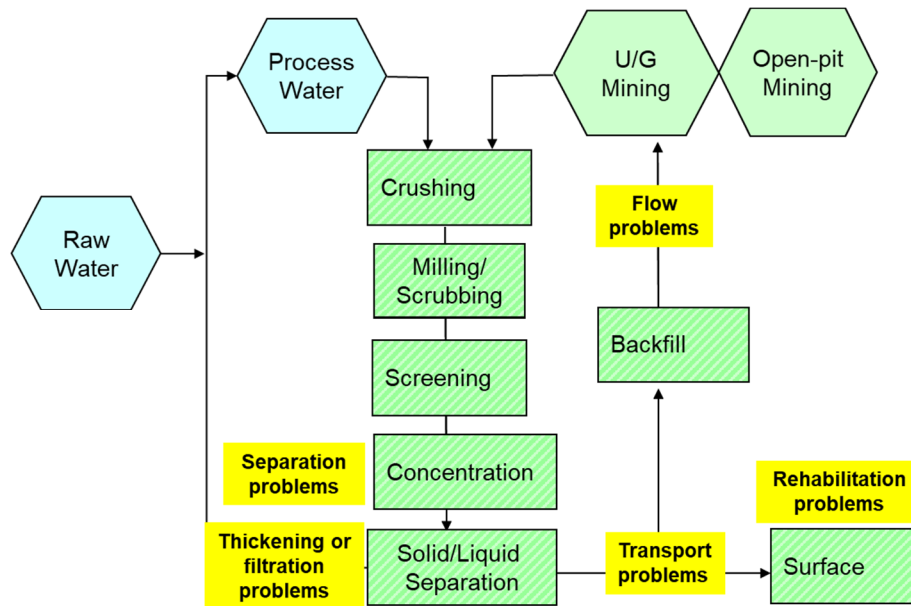 Process
Water
U/G
Mining
Open-pit
Mining
Crushing
Flow
problems
Raw
Water
Milling/
Scrubbing
Backfill
Screening
Separation
problems
Concentration
Rehabilitation
problems
Thickening or
filtration
problems
Solid/Liquid
Separation
Transport
problems
Surface